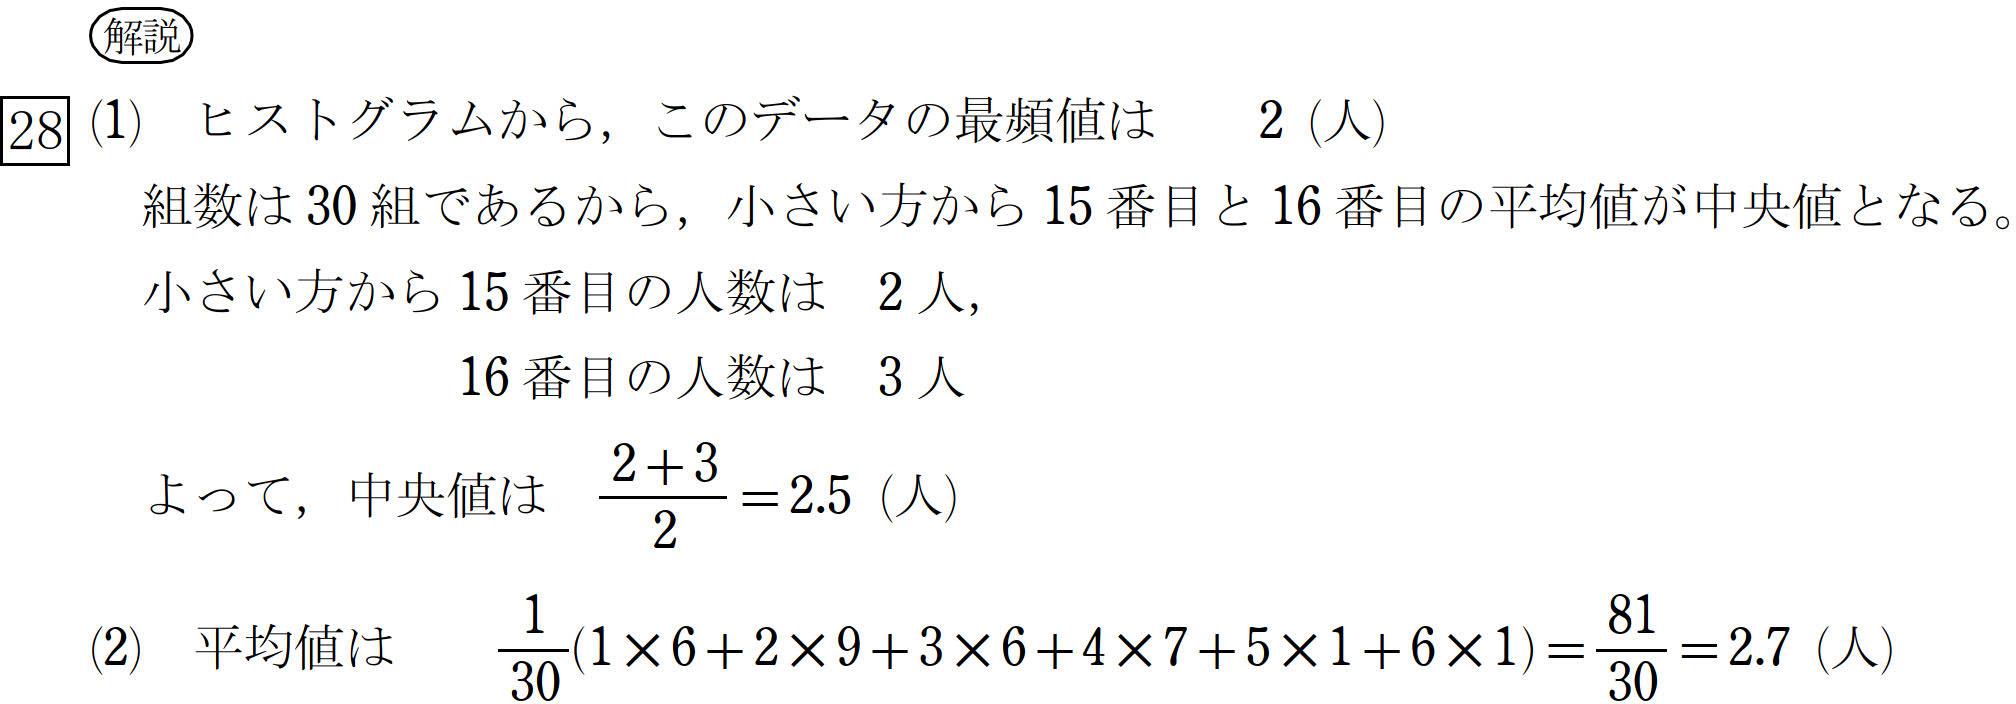 解説
28 (1) ヒストグラムから，このデータの最頻値は 2 (人)
組数は 30 組であるから，小さい方から 15 番目と 16 番目の平均値が中央値となる。
小さい方から 15 番目の人数は 2 人，
16 番目の人数は 3 人
よって，中央値は \frac{2+3}{2}=2.5 (人)
(2) 平均値は \frac{1}{30}(1×6+2×9+3×6+4×7+5×1+6×1)=\frac{81}{30}=2.7 (人)